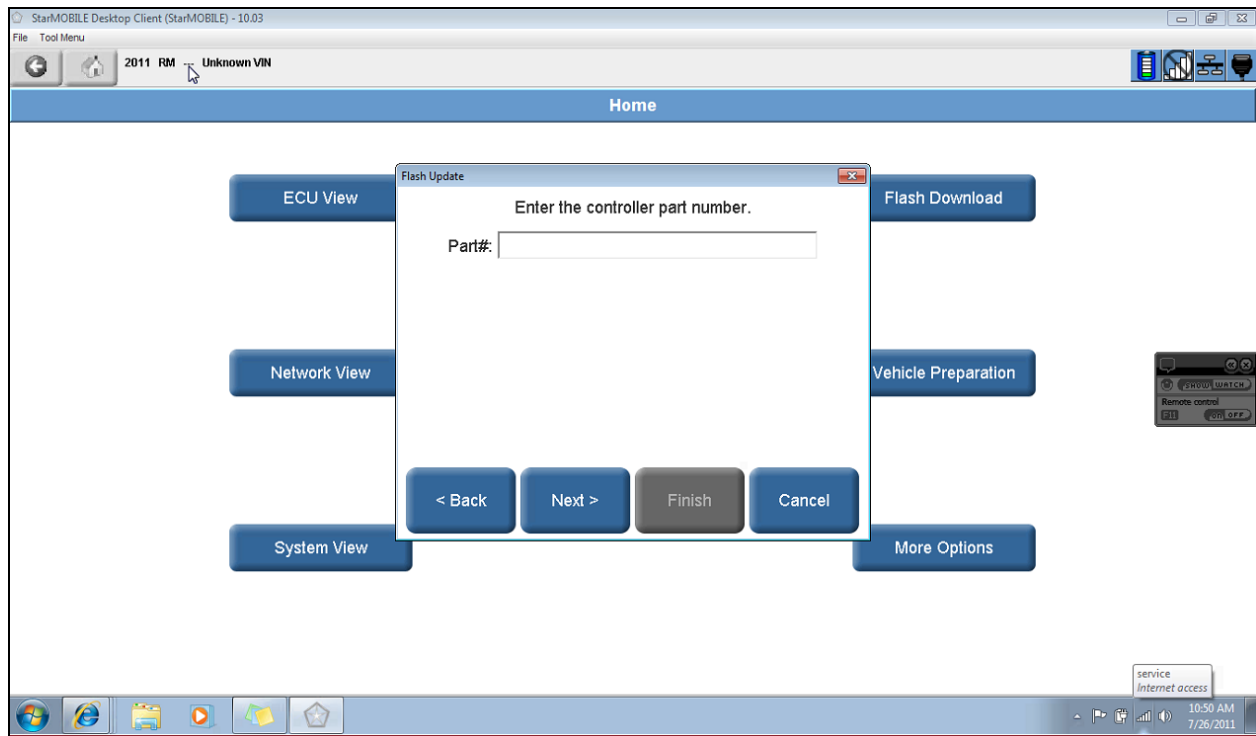 StarMOBILE Desktop Client (StarMOBILE) - 10.03
File Tool Menu
2011 RM --- Unknown VIN
Home
Flash Update
ECU View
Enter the controller part number.
Flash Download
Part#:
Network View
Vehicle Preparation
SHOW WATCH
Remote control
F11 On OFF
< Back Next > Finish Cancel
System View
More Options
service
Internet access
10:50 AM
7/26/2011